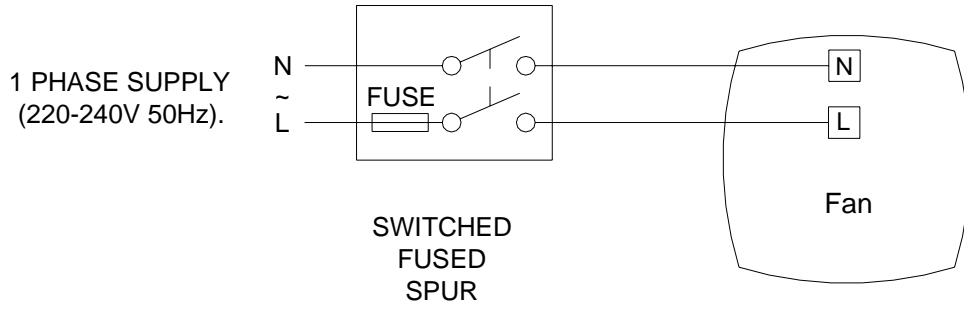 1 PHASE SUPPLY
(220-240V 50Hz).
N
~
L
FUSE
N
L
Fan
SWITCHED
FUSED
SPUR